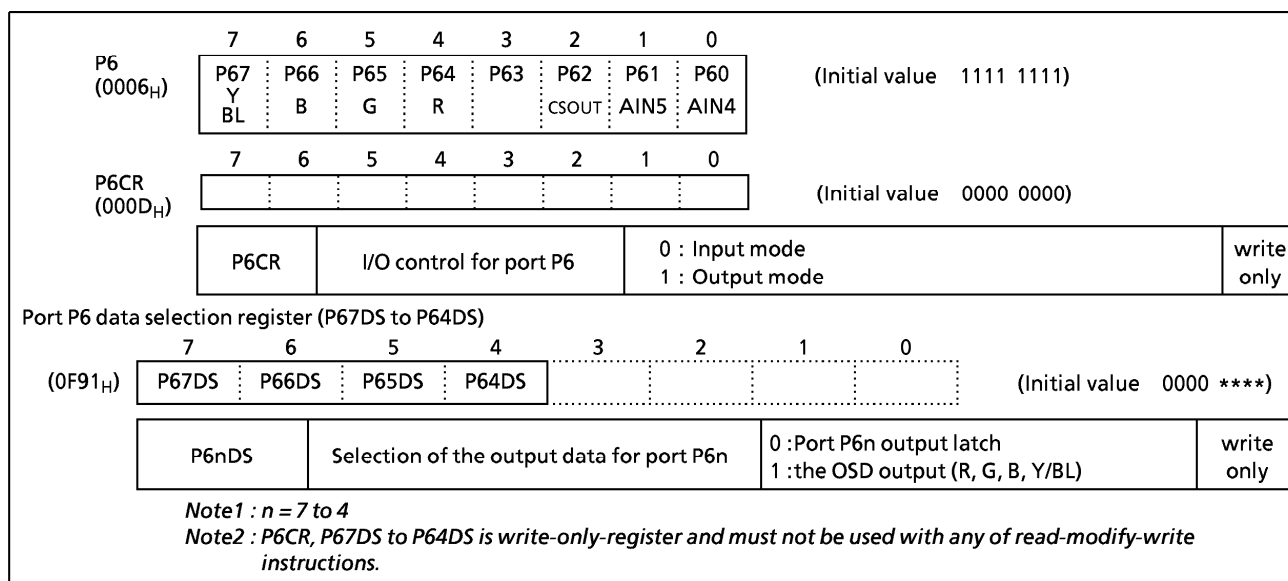 7 6 5 4 3 2 1 0
P6 (0006H)
P67 P66 P65 P64 P63 P62 P61 P60 (Initial value 1111 1111)
Y BL B G R CSOUT AIN5 AIN4
7 6 5 4 3 2 1 0
P6CR (000DH) (Initial value 0000 0000)
P6CR I/O control for port P6 0 : Input mode write
1 : Output mode only
Port P6 data selection register (P67DS to P64DS)
7 6 5 4 3 2 1 0
(0F91H) P67DS P66DS P65DS P64DS (Initial value 0000 ****)
P6nDS Selection of the output data for port P6n 0 :Port P6n output latch write
1 :the OSD output (R, G, B, Y/BL) only
Note1 : n = 7 to 4
Note2 : P6CR, P67DS to P64DS is write-only-register and must not be used with any of read-modify-write
instructions.